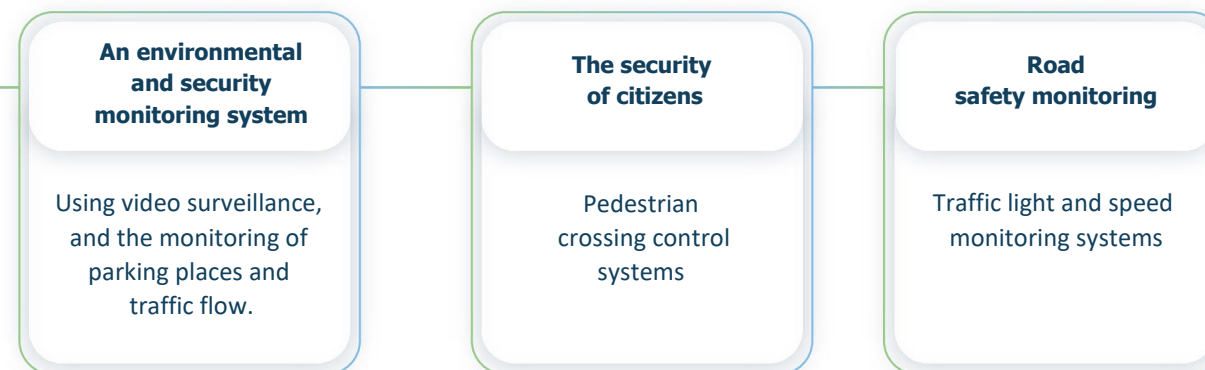 An environmental
and security
monitoring system
Using video surveillance,
and the monitoring of
parking places and
traffic flow.
The security
of citizens
Pedestrian
crossing control
systems
Road
safety monitoring
Traffic light and speed
monitoring systems